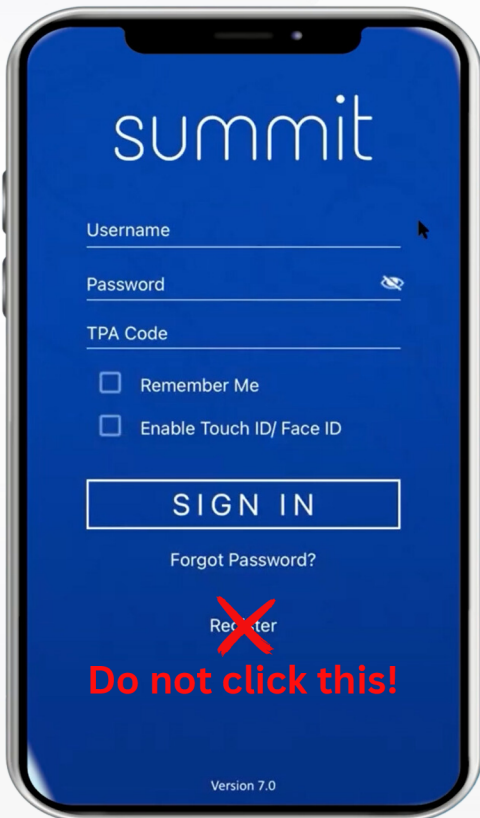 summit
Username
Password
TPA Code
Remember Me
Enable Touch ID/ Face ID
SIGN IN
Forgot Password?
Register
Do not click this!
Version 7.0